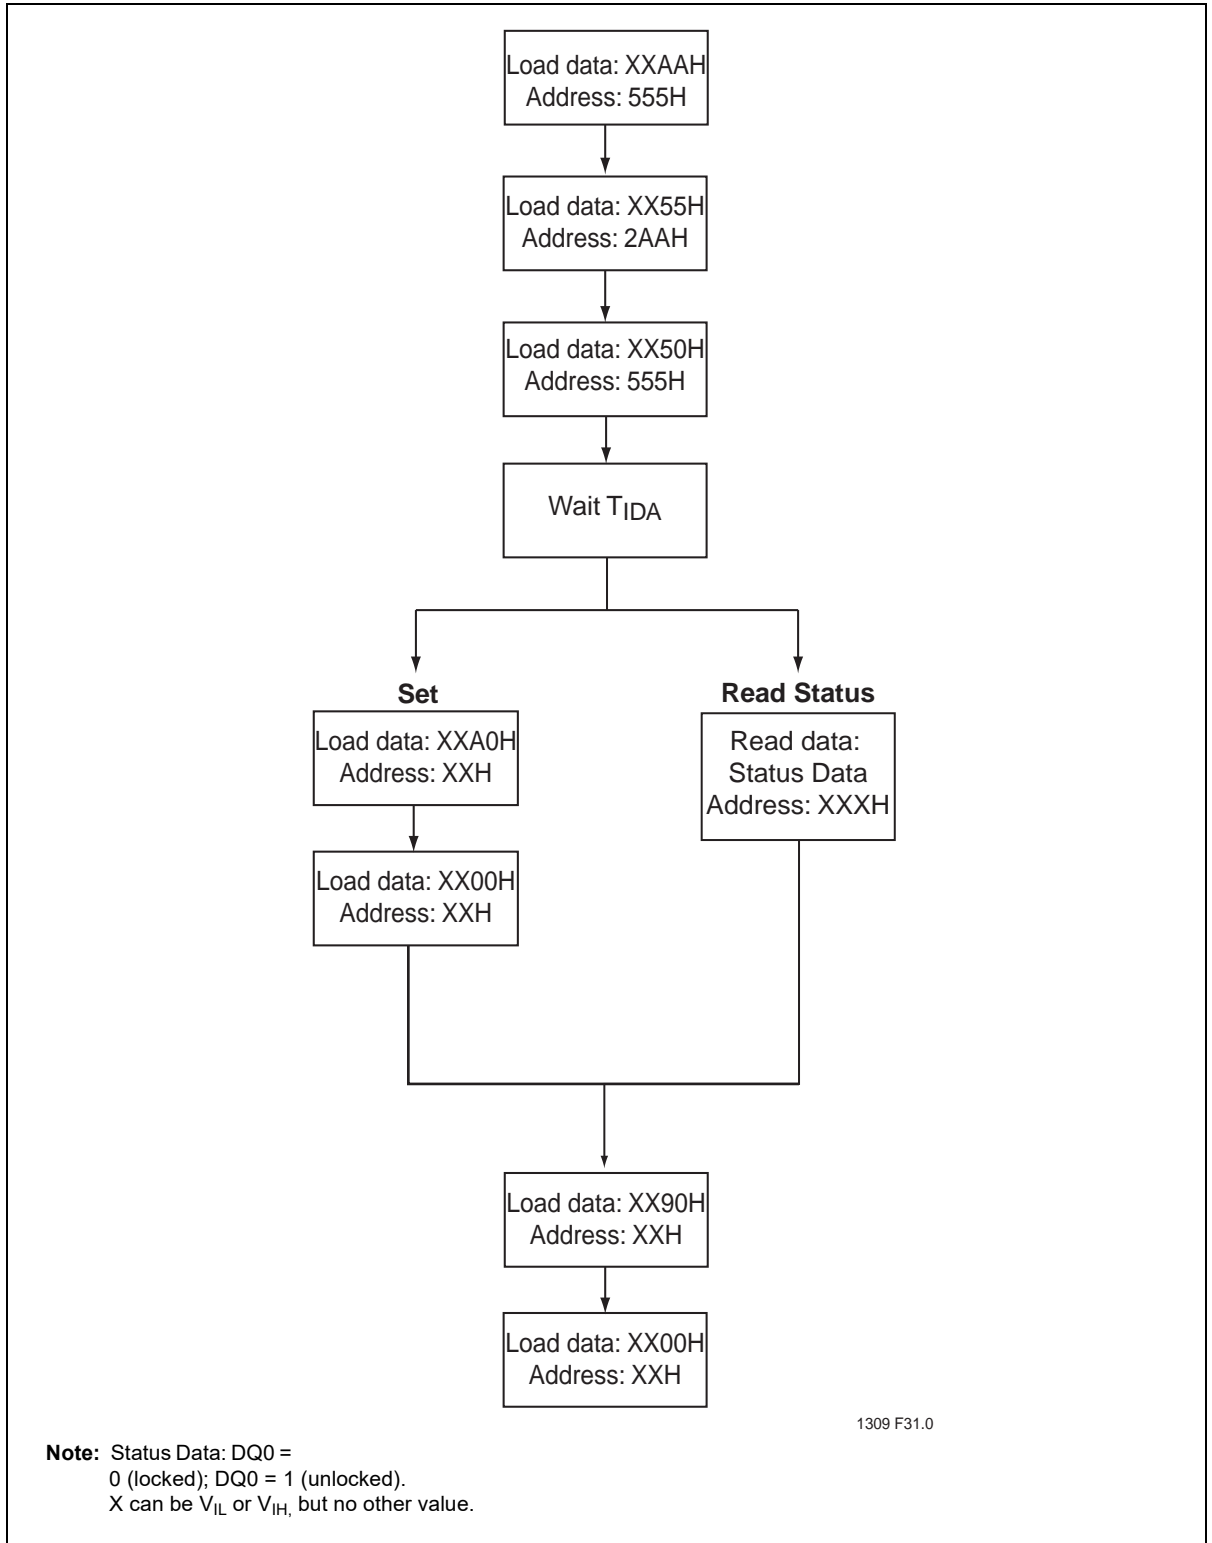 Load data: XXAAH
Address: 555H
Load data: XX55H
Address: 2AAH
Load data: XX50H
Address: 555H
Wait TIDA
Set
Load data: XXA0H
Address: XXH
Load data: XX00H
Address: XXH
Read Status
Read data:
Status Data
Address: XXXH
Load data: XX90H
Address: XXH
Load data: XX00H
Address: XXH
1309 F31.0
Note: Status Data: DQ0 =
0 (locked); DQ0 = 1 (unlocked).
X can be VIL or VIH, but no other value.